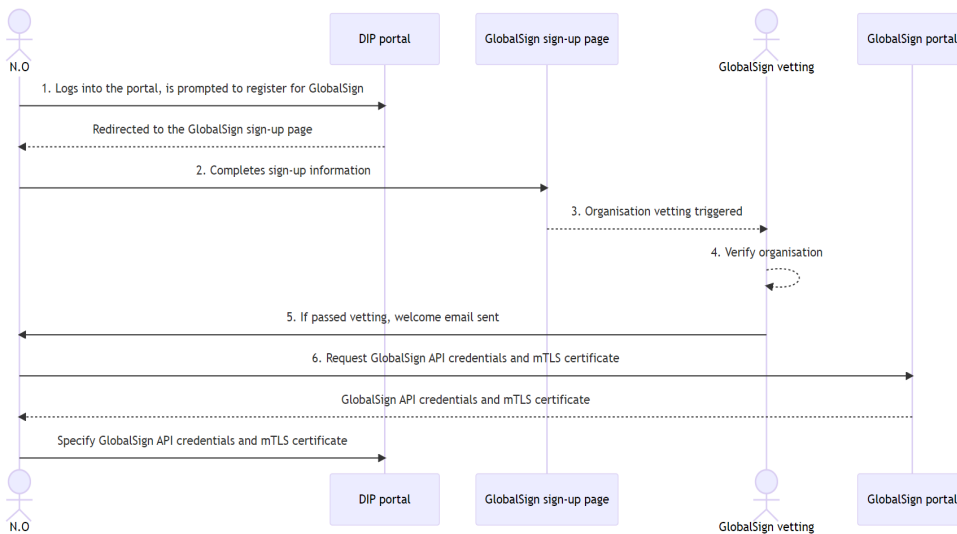 N.O
DIP portal
GlobalSign sign-up page
GlobalSign vetting
GlobalSign portal
1. Logs into the portal, is prompted to register for GlobalSign
Redirected to the GlobalSign sign-up page
2. Completes sign-up information
3. Organisation vetting triggered
4. Verify organisation
5. If passed vetting, welcome email sent
6. Request GlobalSign API credentials and mTLS certificate
GlobalSign API credentials and mTLS certificate
Specify GlobalSign API credentials and mTLS certificate
N.O
DIP portal
GlobalSign sign-up page
GlobalSign vetting
GlobalSign portal